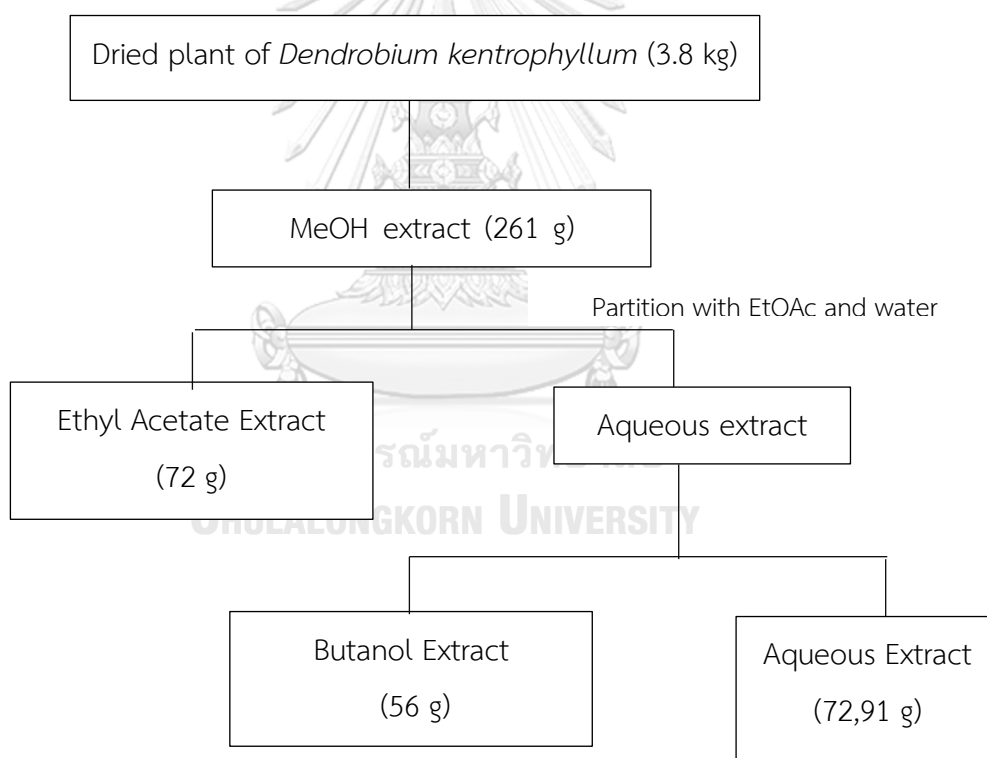 Dried plant of Dendrobium kentrophyllum (3.8 kg)
MeOH extract (261 g)
Partition with EtOAc and water
Ethyl Acetate Extract
(72 g)
Aqueous extract
UNIVERSITY
Butanol Extract
(56 g)
Aqueous Extract
(72,91 g)